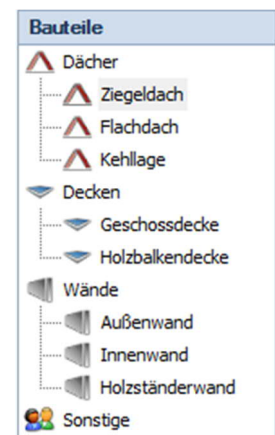 Bauteile
Dächer
Ziegeldach
Flachdach
Kehllage
Decken
Geschossdecke
Holzbalkendecke
Wände
Außenwand
Innenwand
Holzständerwand
Sonstige